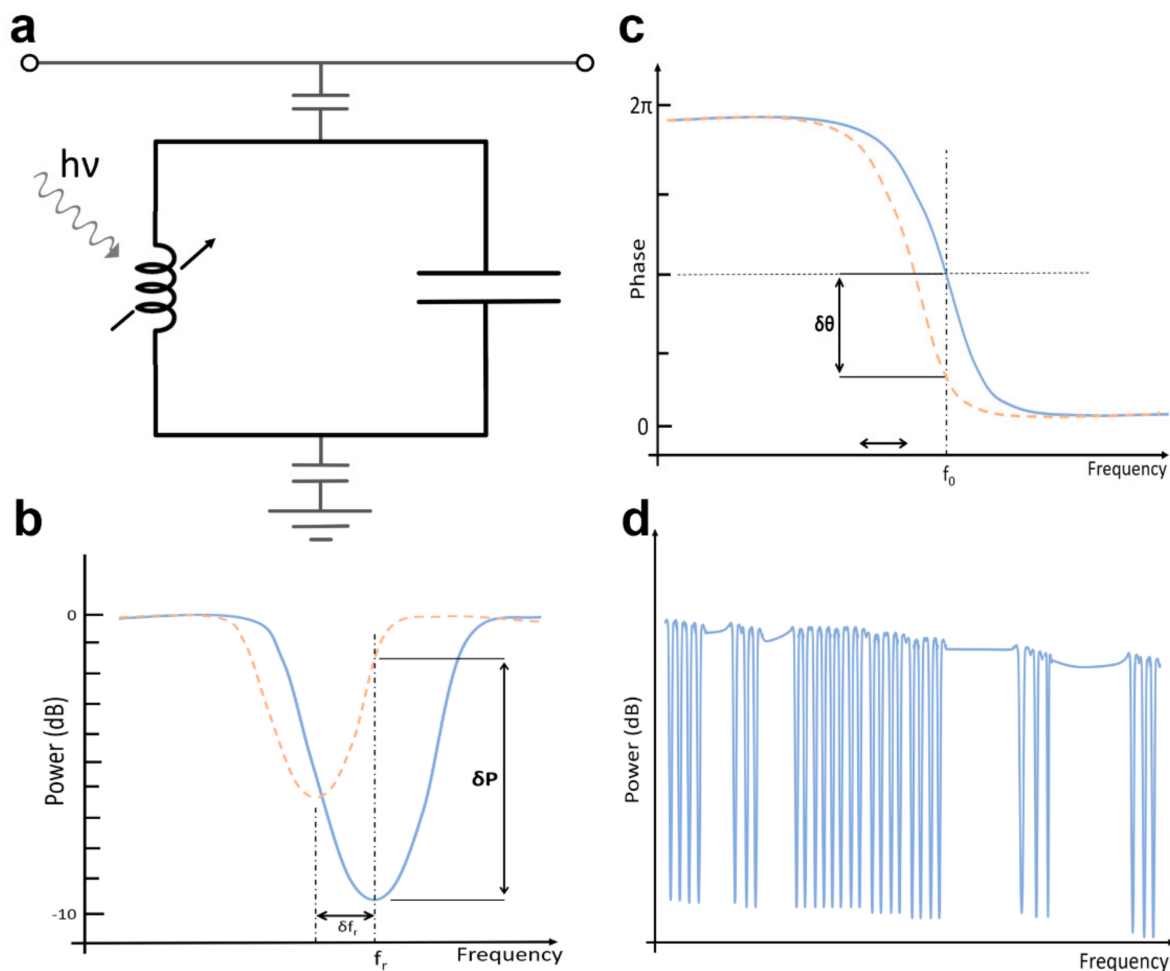 a
hν
b
0
Power (dB)
δP
-10
δfr
fr
Frequency
c
2π
Phase
δθ
0
f0
Frequency
d
Power (dB)
Frequency